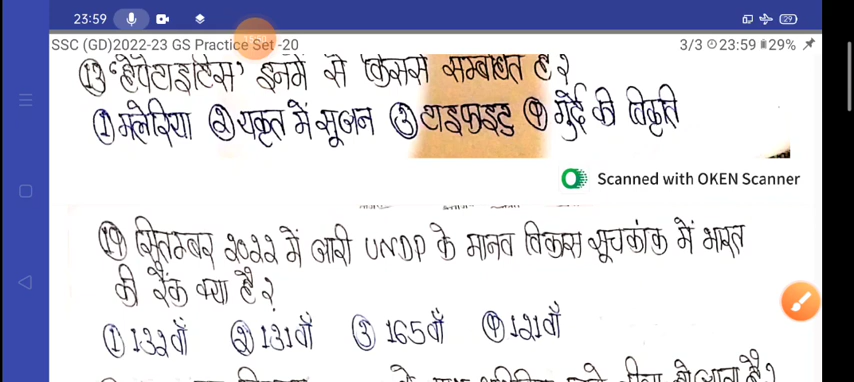 23:59
29
SSC (GD)2022-23 GS Practice Set -20
3/3 23:59 29%
(13) 'हेपेटाइटिस' इनमें से किससे सम्बंधित है?
(1) मलेरिया (2) यकृत में सूजन (3) टाइफाइड (4) गुर्दे की विकृति
Scanned with OKEN Scanner
(14) सितम्बर 2022 में जारी UNDP के मानव विकास सूचकांक में भारत
की रैंक क्या है?
(1) 132वाँ (2) 131वाँ (3) 165वाँ (4) 121वाँ